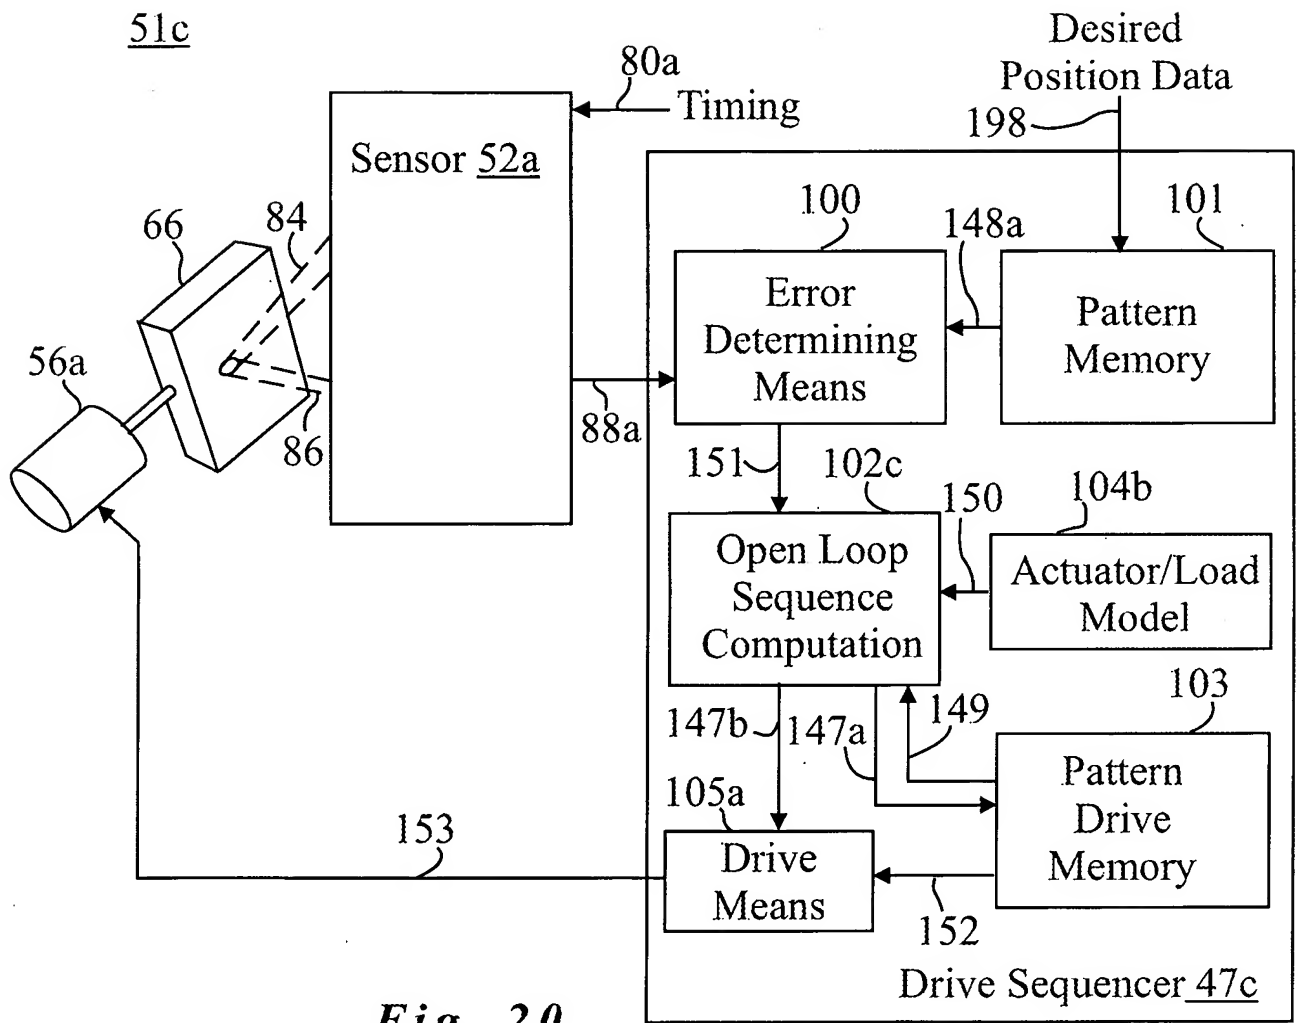 51c
Desired
Position Data
80a
Timing
198
Sensor 52a
84
66
100
101
148a
Error
Determining
Means
Pattern
Memory
56a
86
88a
151
102c
150
104b
Open Loop
Sequence
Computation
Actuator/Load
Model
147b
147a
149
103
105a
Pattern
Drive
Memory
153
Drive
Means
152
Drive Sequencer 47c
Fig. 20